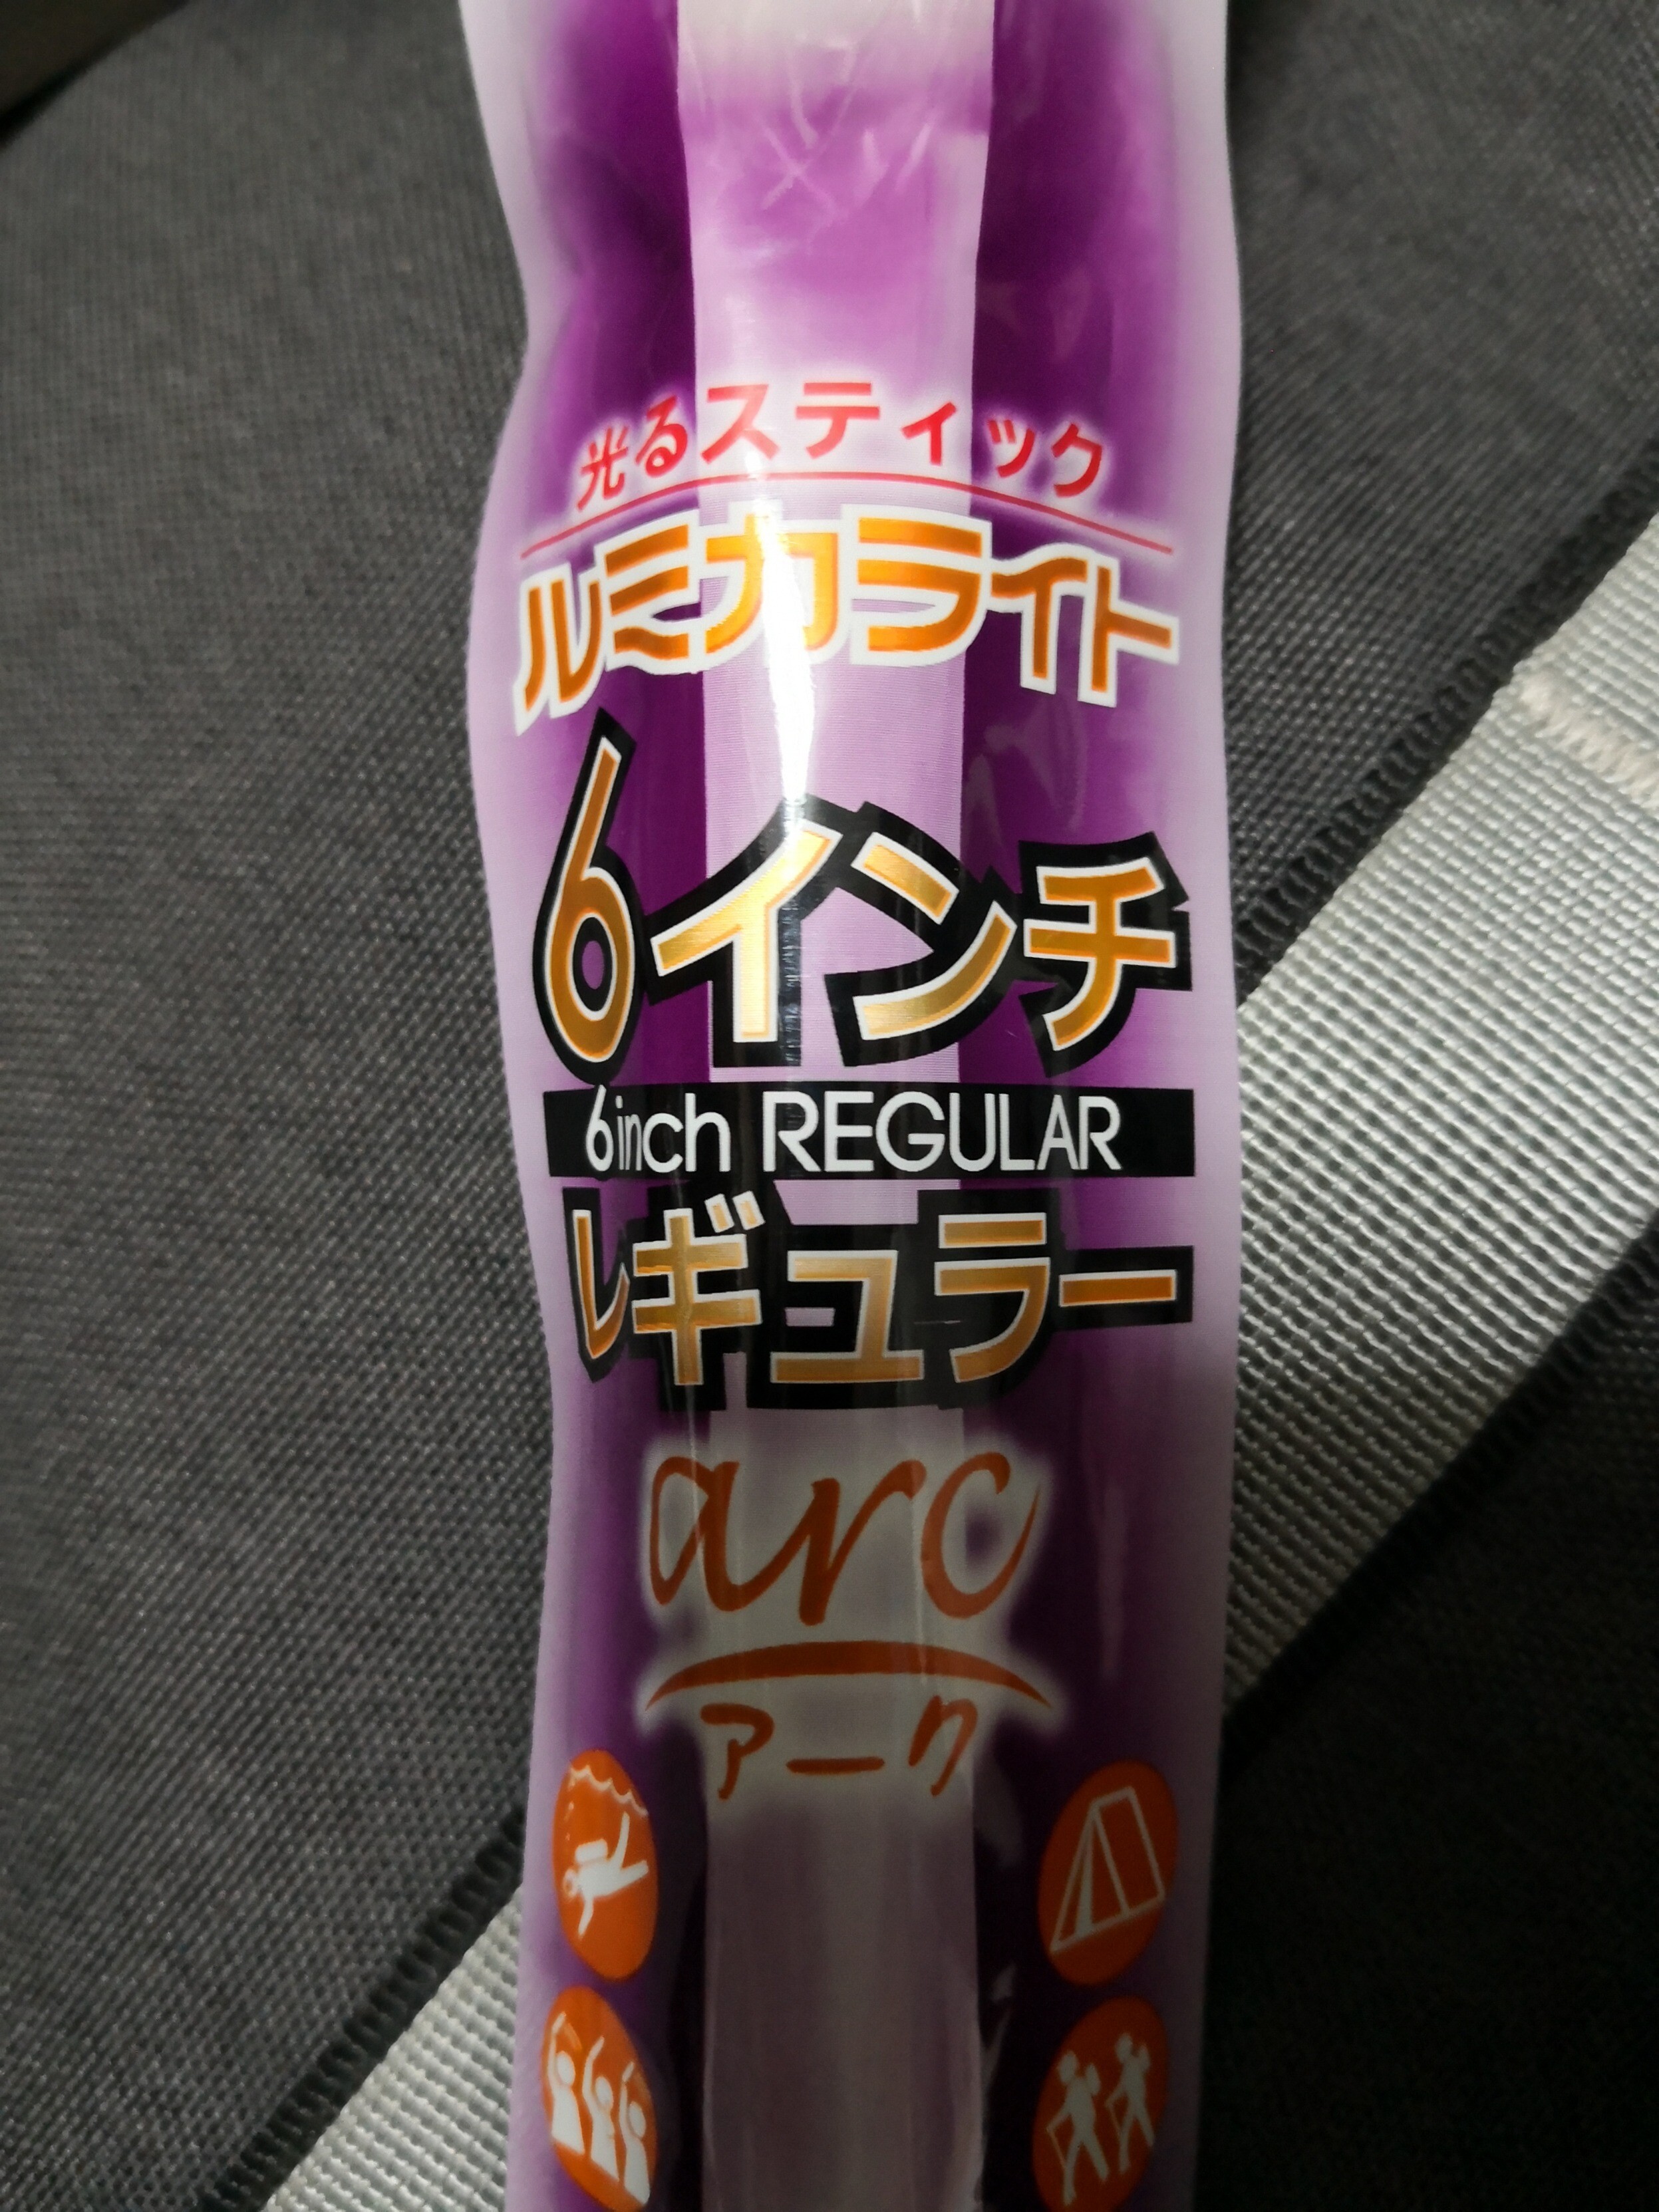 光るスティック
ルミカライト
6インチ
6inch REGULAR
レギュラー
arc
アーク